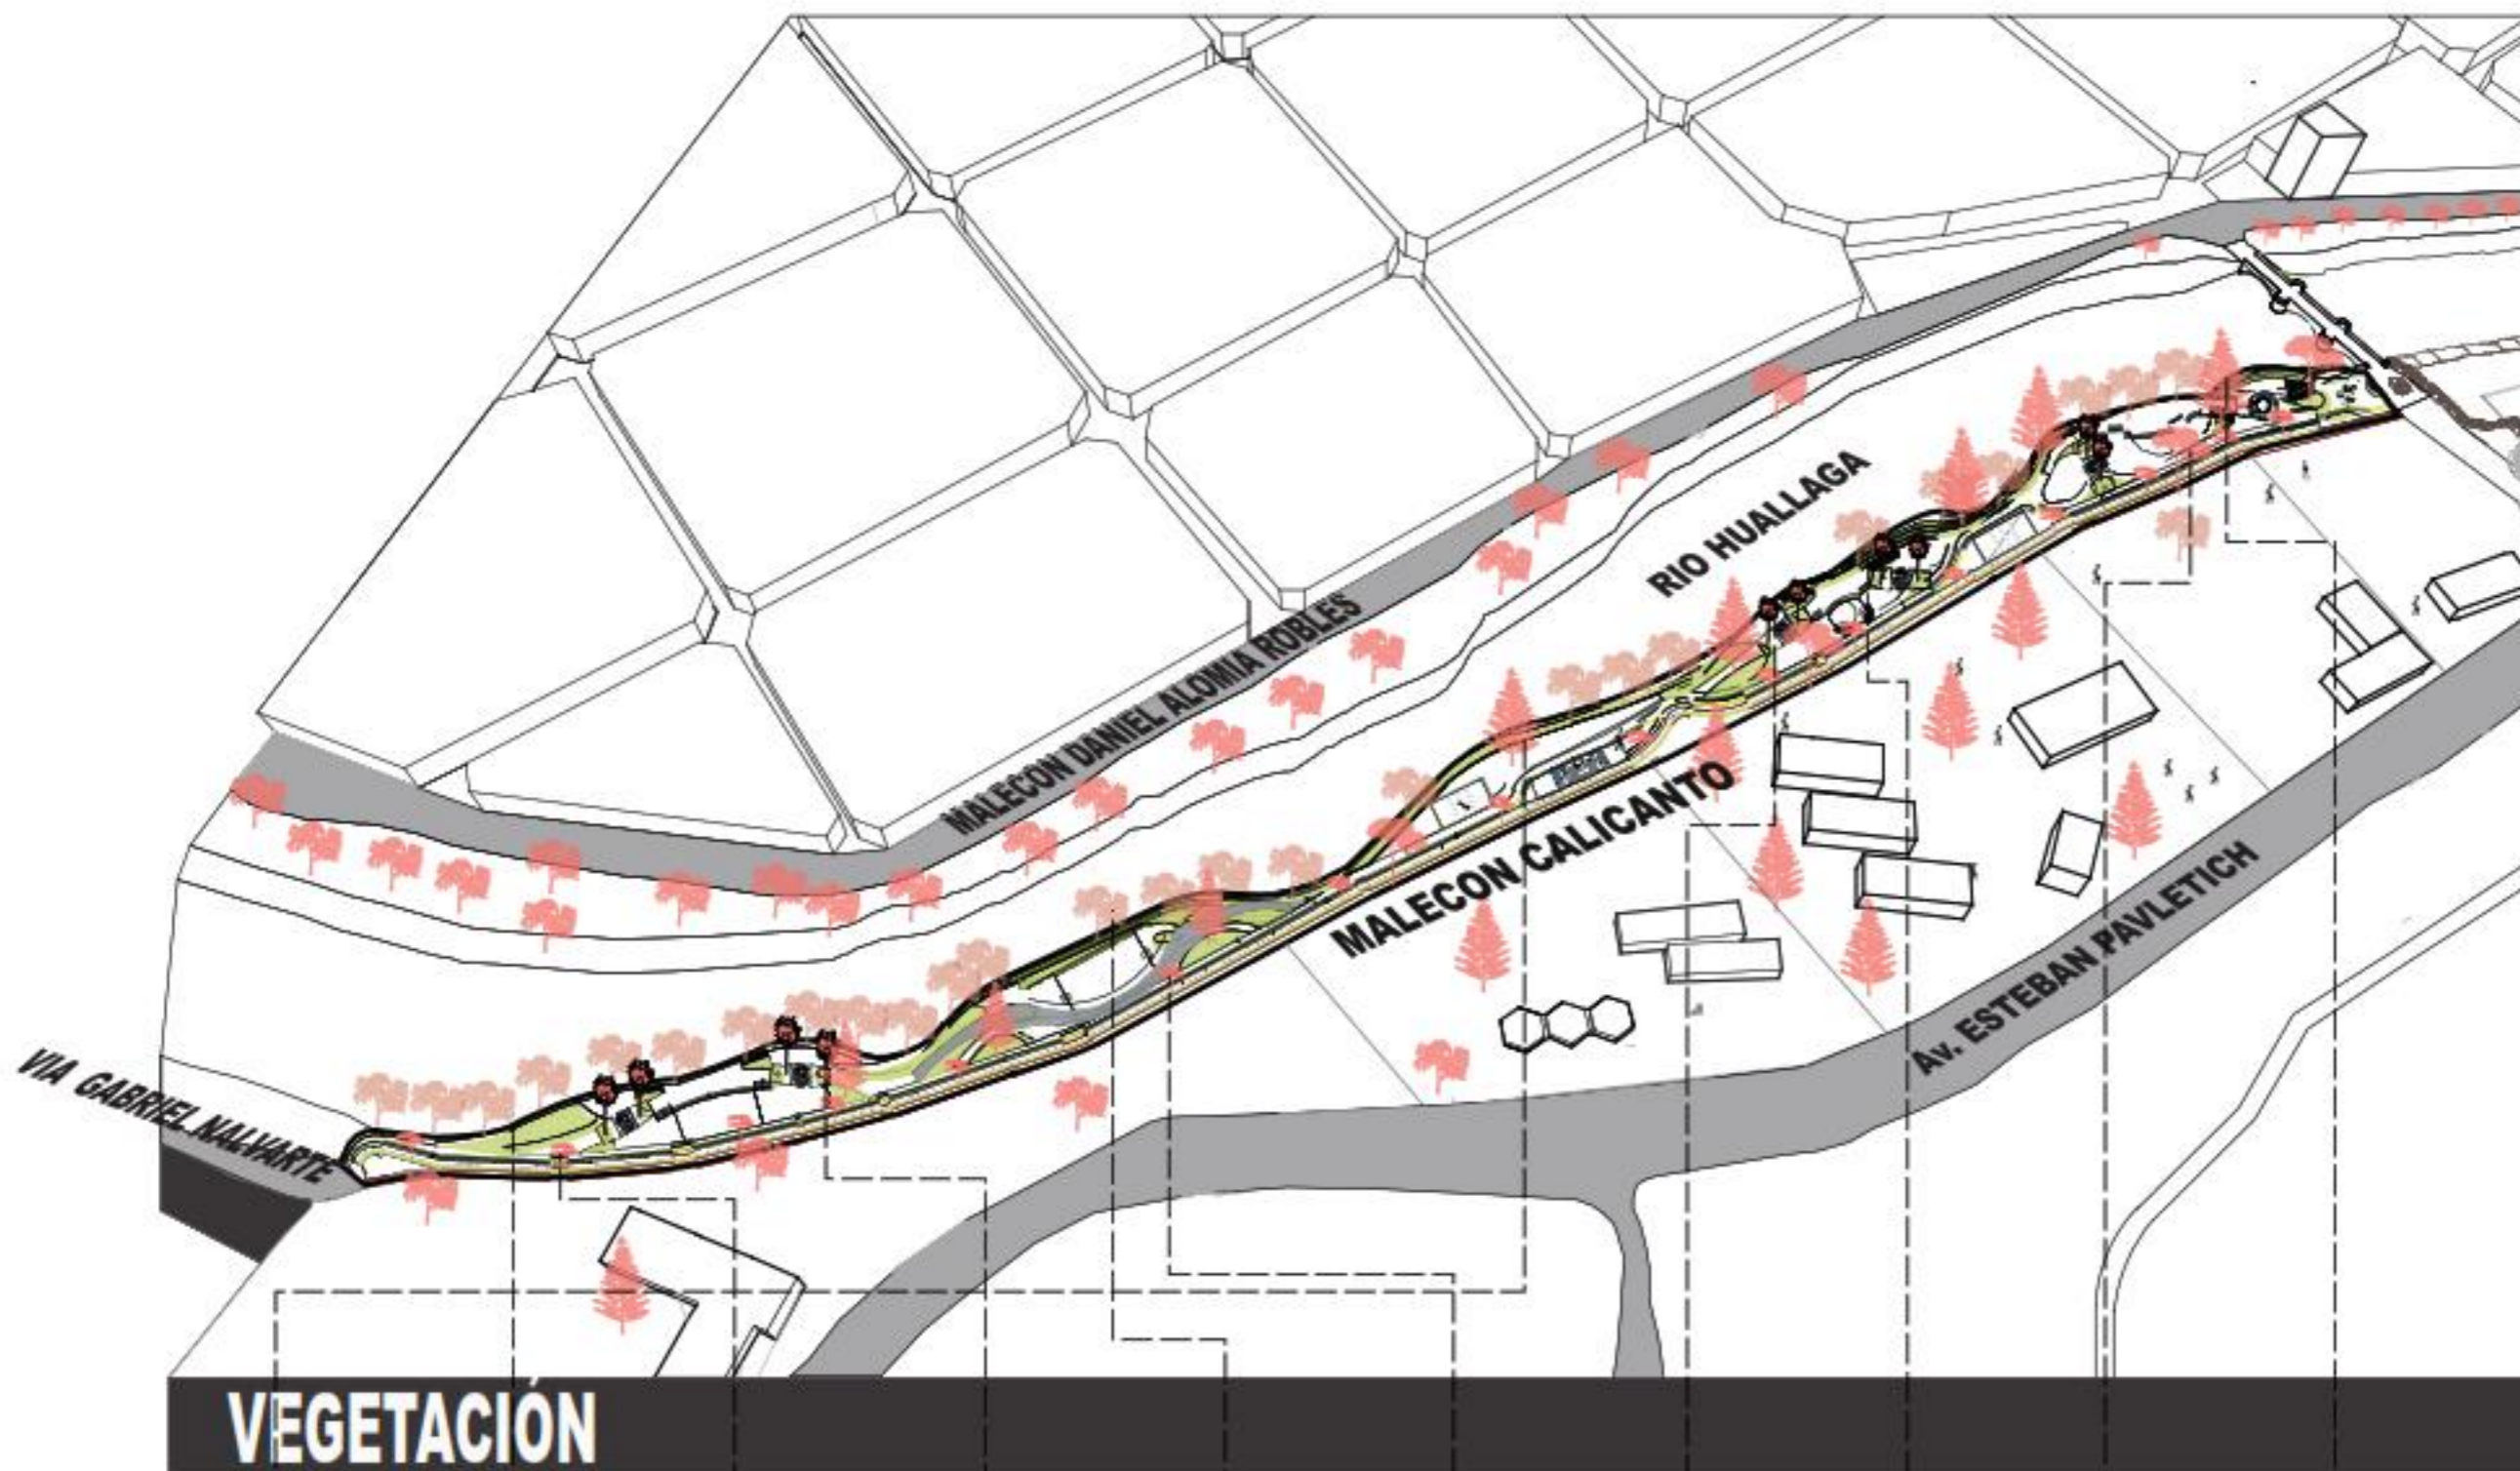 RIO HUALLAGA
MALECON DANIEL ALOMIA ROBLES
MALECON CALICANTO
Av. ESTEBAN PAVLETICH
VIA GABRIEL NALVARTE
VEGETACIÓN